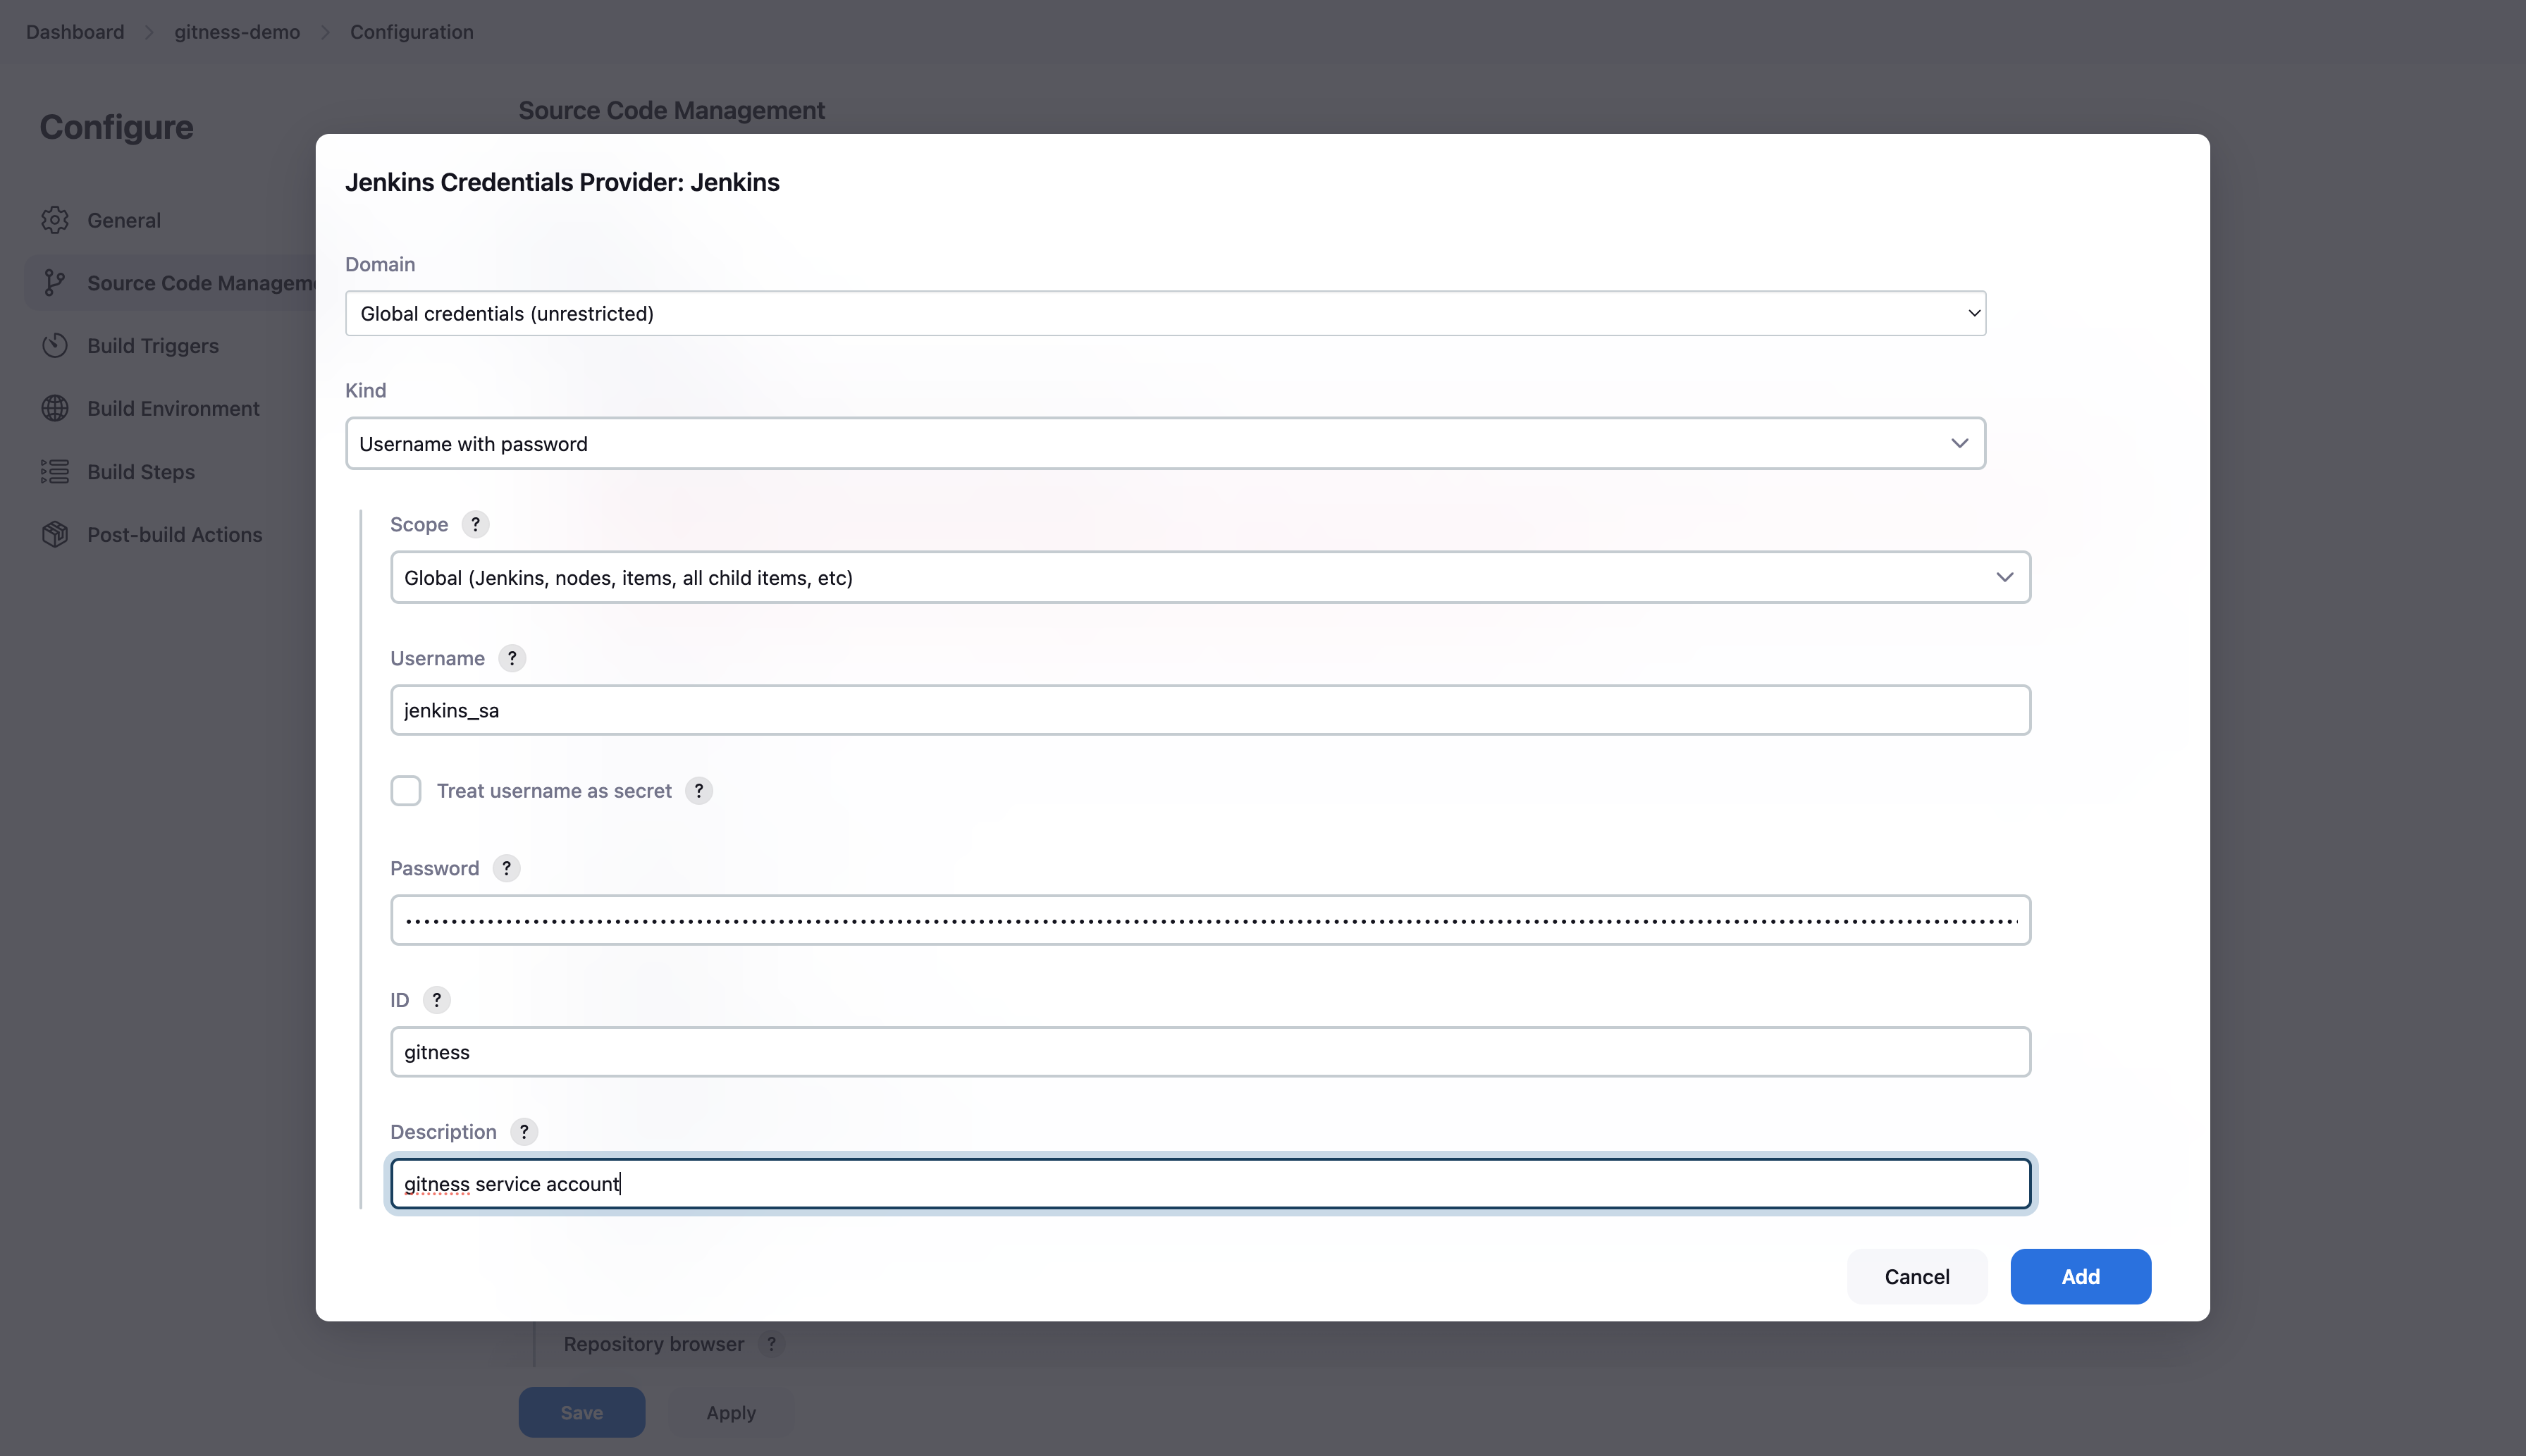 Dashboard > gitness-demo > Configuration
Configure
General
Source Code Managem
Build Triggers
Build Environment
Build Steps
Post-build Actions
Source Code Management
Jenkins Credentials Provider: Jenkins
Domain
Global credentials (unrestricted)
Kind
Username with password
Scope ?
Global (Jenkins, nodes, items, all child items, etc)
Username ?
jenkins_sa
Treat username as secret ?
Password ?
ID ?
gitness
Description ?
gitness service account
Cancel Add
Repository browser ?
Save Apply